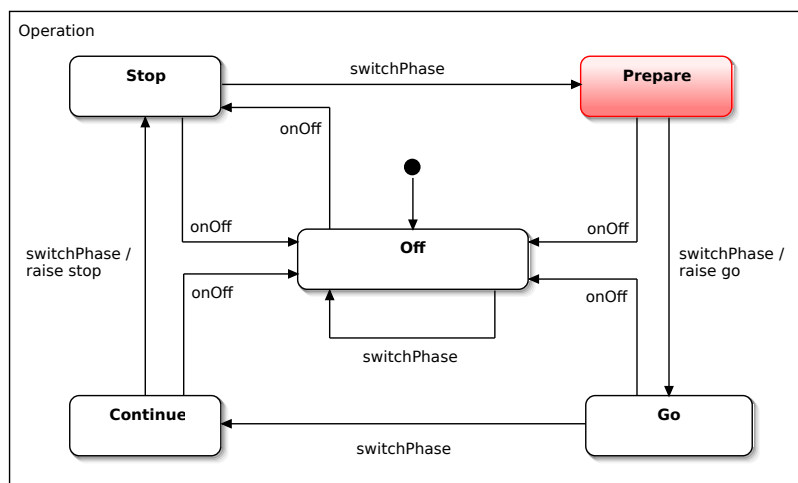 Operation
Stop
switchPhase
Prepare
onOff
onOff
onOff
Off
switchPhase /
raise stop
switchPhase /
raise go
onOff
onOff
switchPhase
Continue
Go
switchPhase